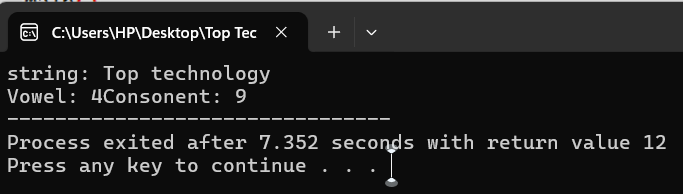 C:\Users\HP\Desktop\Top Tec
string: Top technology
Vowel: 4Consonent: 9
--------------------------------
Process exited after 7.352 seconds with return value 12
Press any key to continue . . .